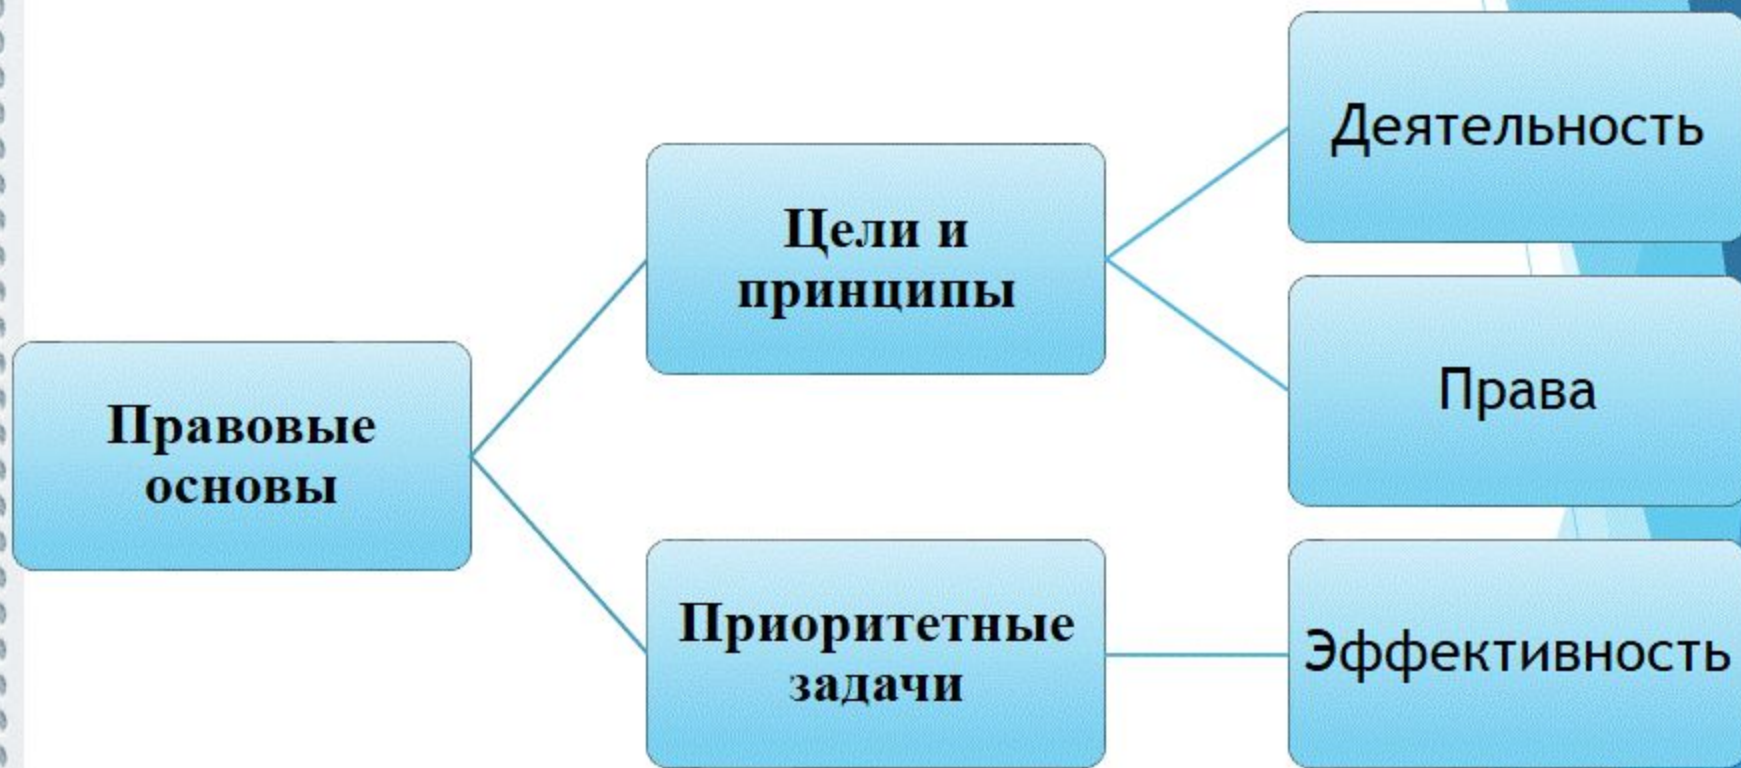 Правовые
основы
Цели и
принципы
Приоритетные
задачи
Деятельность
Права
Эффективность